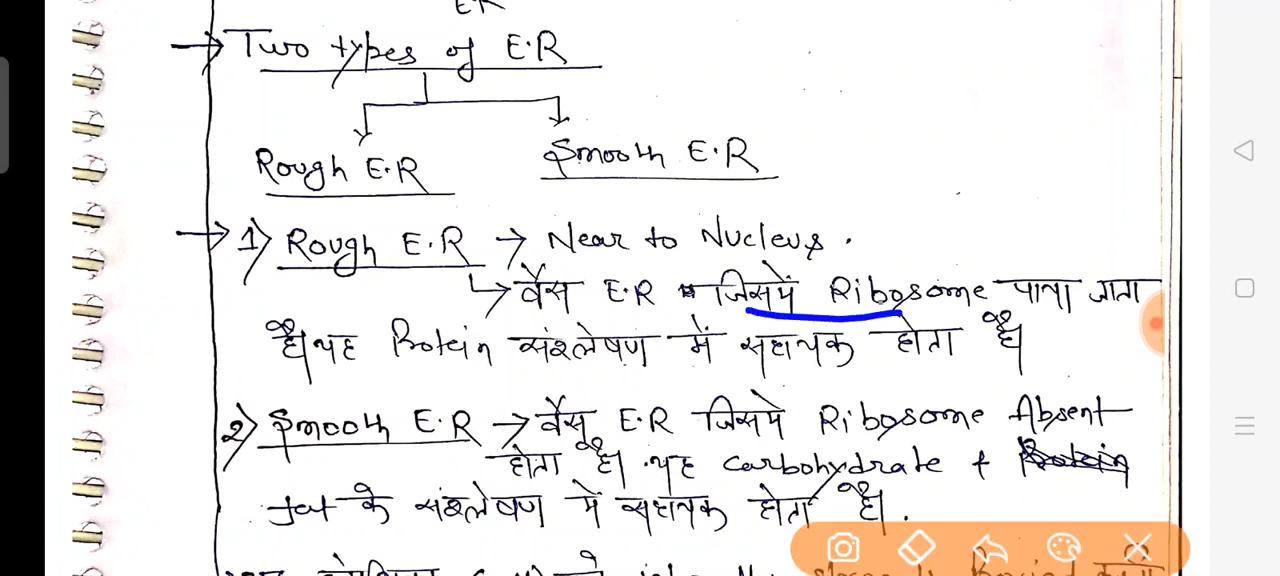 ER
→ Two types of E.R
Rough E.R Smooth E.R
→ 1) Rough E.R → Near to Nucleus.
↳ वैस E.R जिसमें Ribosome पाया जाता
है। यह Protein संश्लेषण में सहायक होता है।
2) Smooth E.R → वैस E.R जिसमे Ribosome Absent
होता है। यह carbohydrate +
fat के संश्लेषण में सहायक होता है।